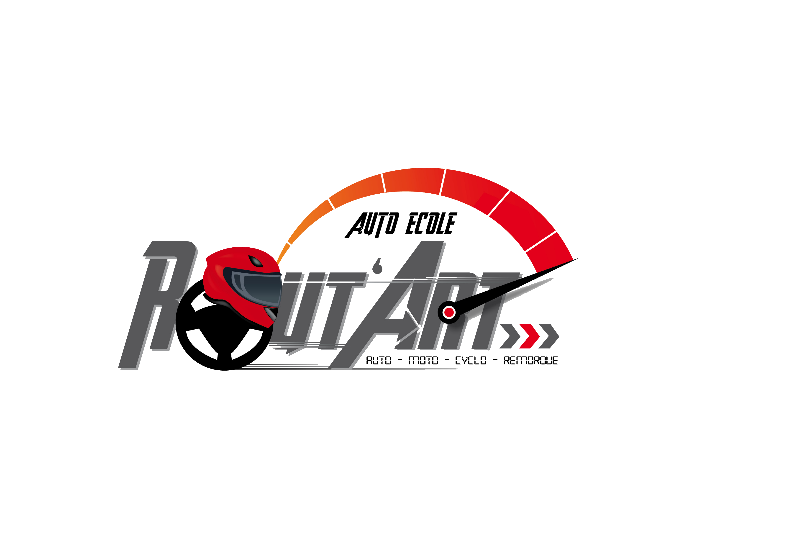 AUTO ECOLE
ROUT'ART
AUTO - MOTO - CYCLO - REMORQUE